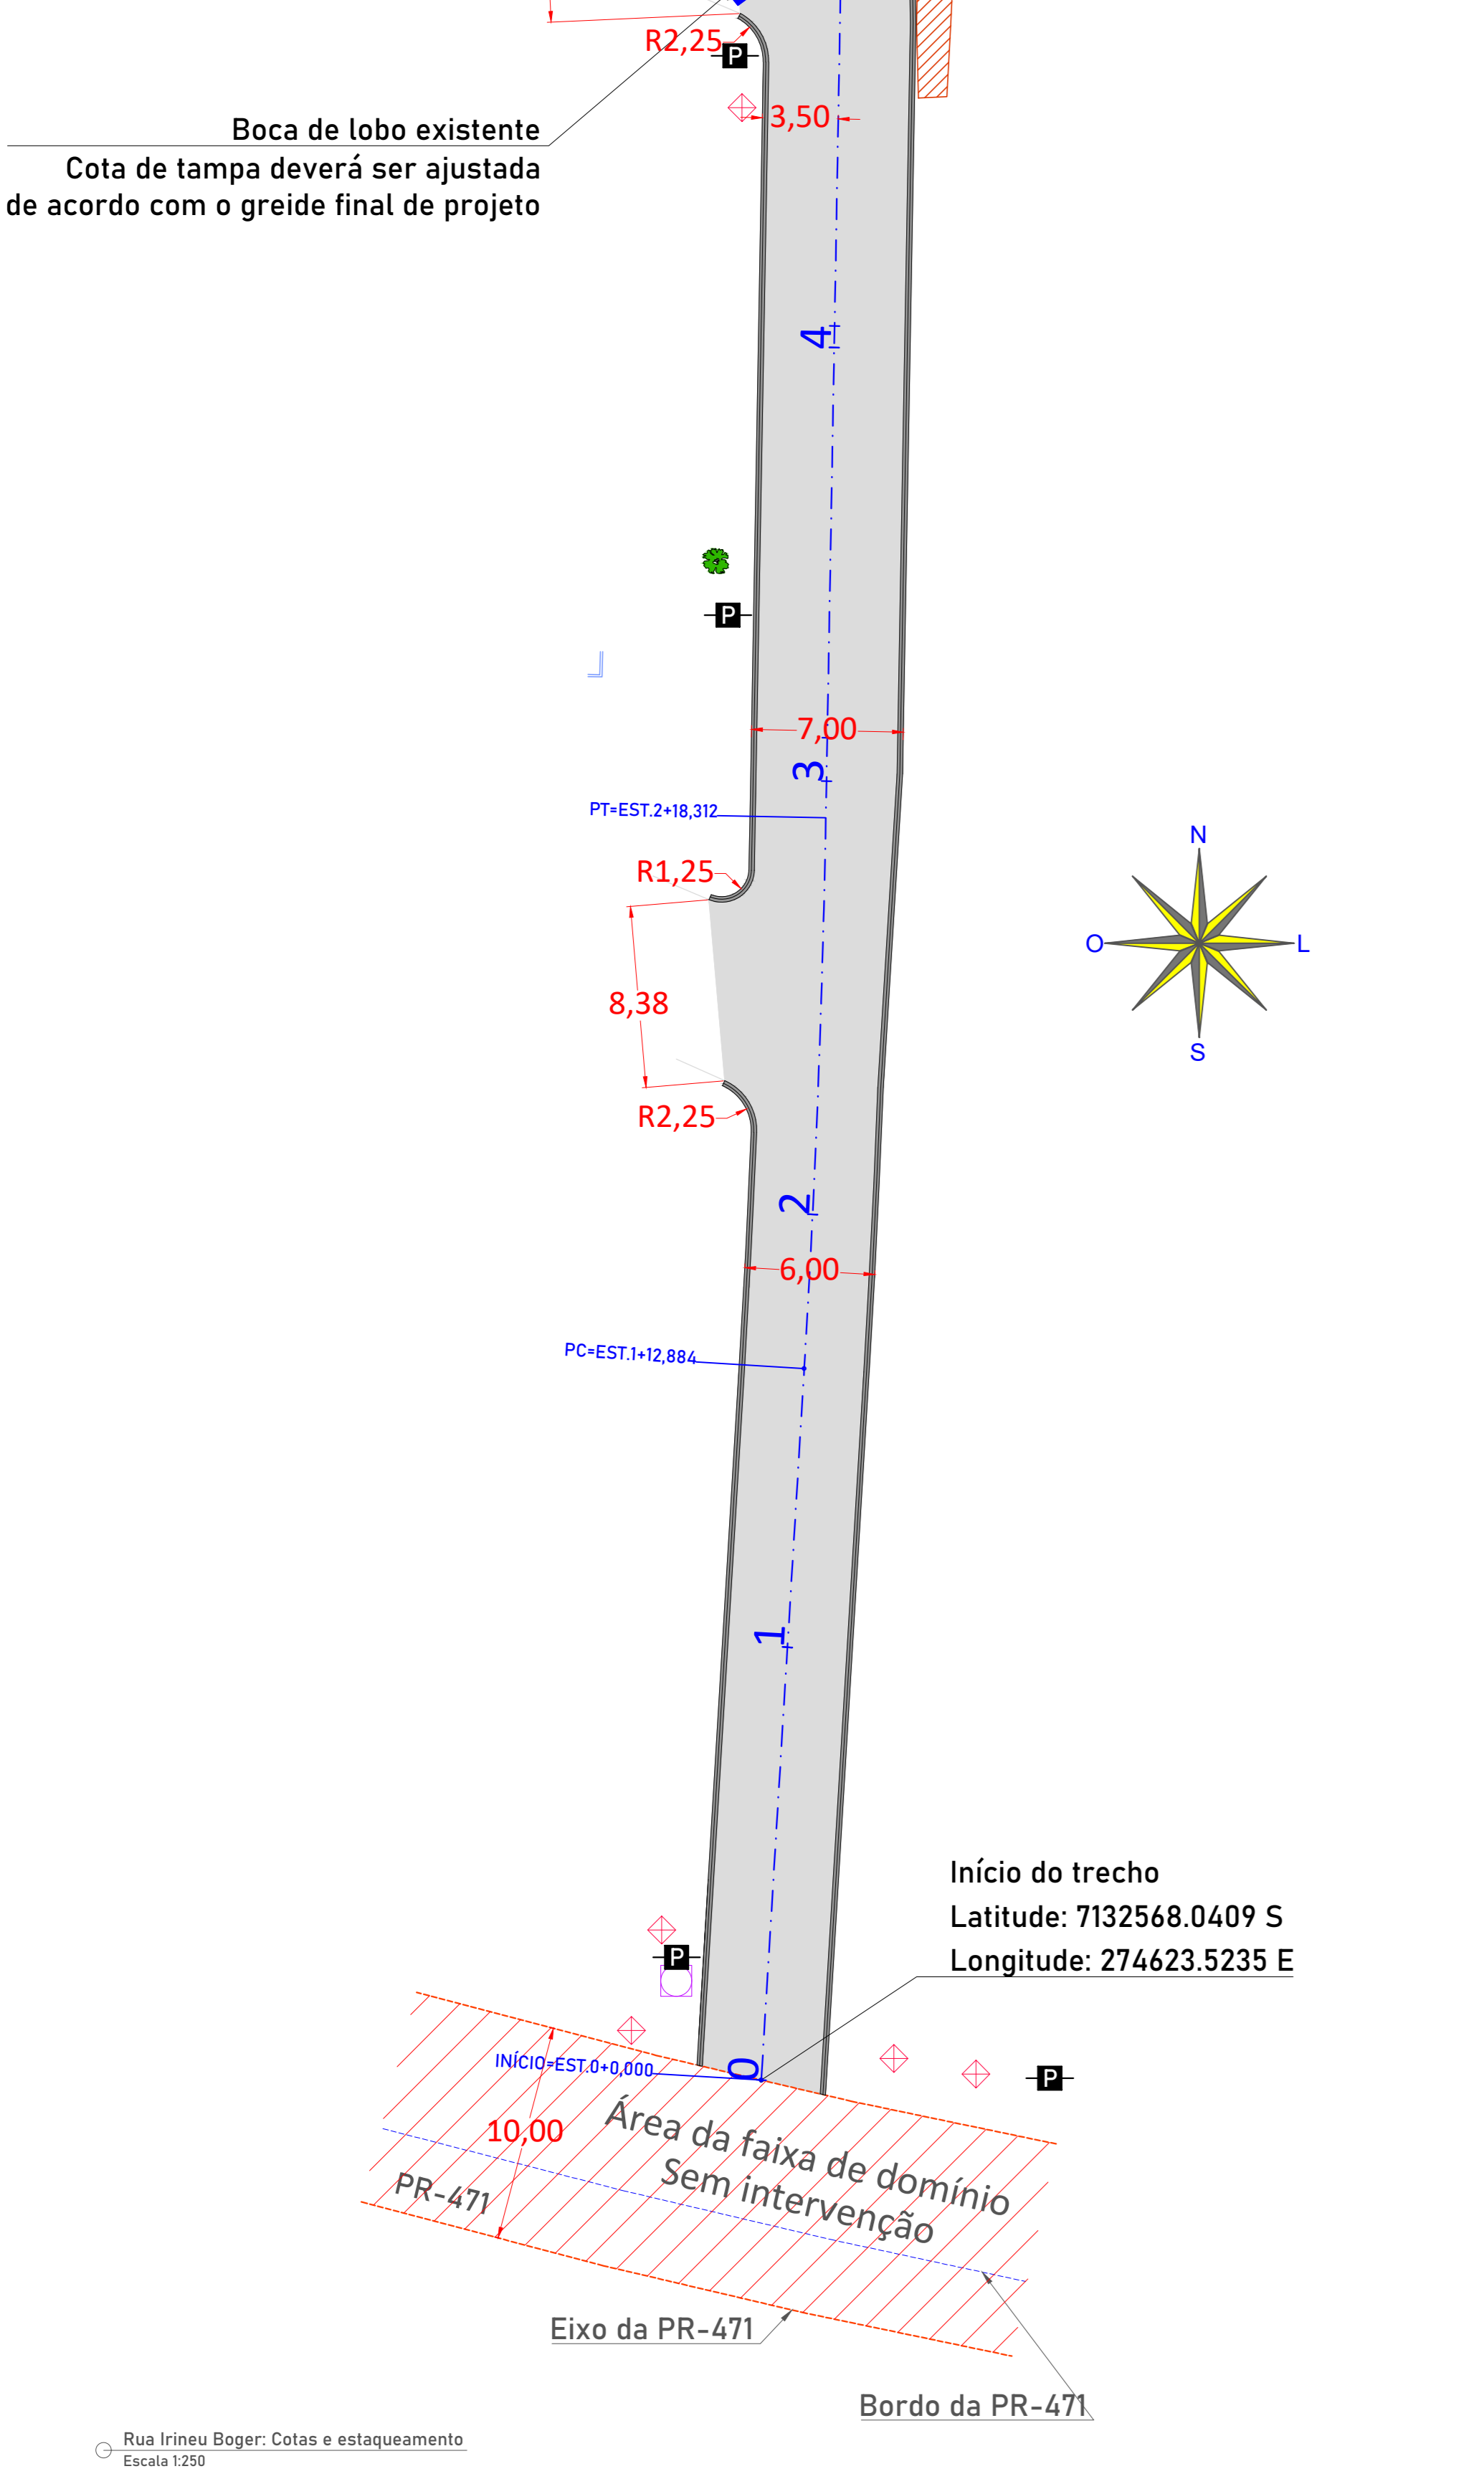 R2,25
P
3,50
Boca de lobo existente
Cota de tampa deverá ser ajustada
de acordo com o greide final de projeto
4
P
7,00
3
PT=EST.2+18,312
N
R1,25
O
L
8,38
S
R2,25
2
6,00
PC=EST.1+12,884
1
Início do trecho
Latitude: 7132568.0409 S
Longitude: 274623.5235 E
P
0
INÍCIO=EST.0+0,000
P
10,00
Área da faixa de domínio
Sem intervenção
PR-471
Eixo da PR-471
Bordo da PR-471
Rua Irineu Boger: Cotas e estaqueamento
Escala 1:250